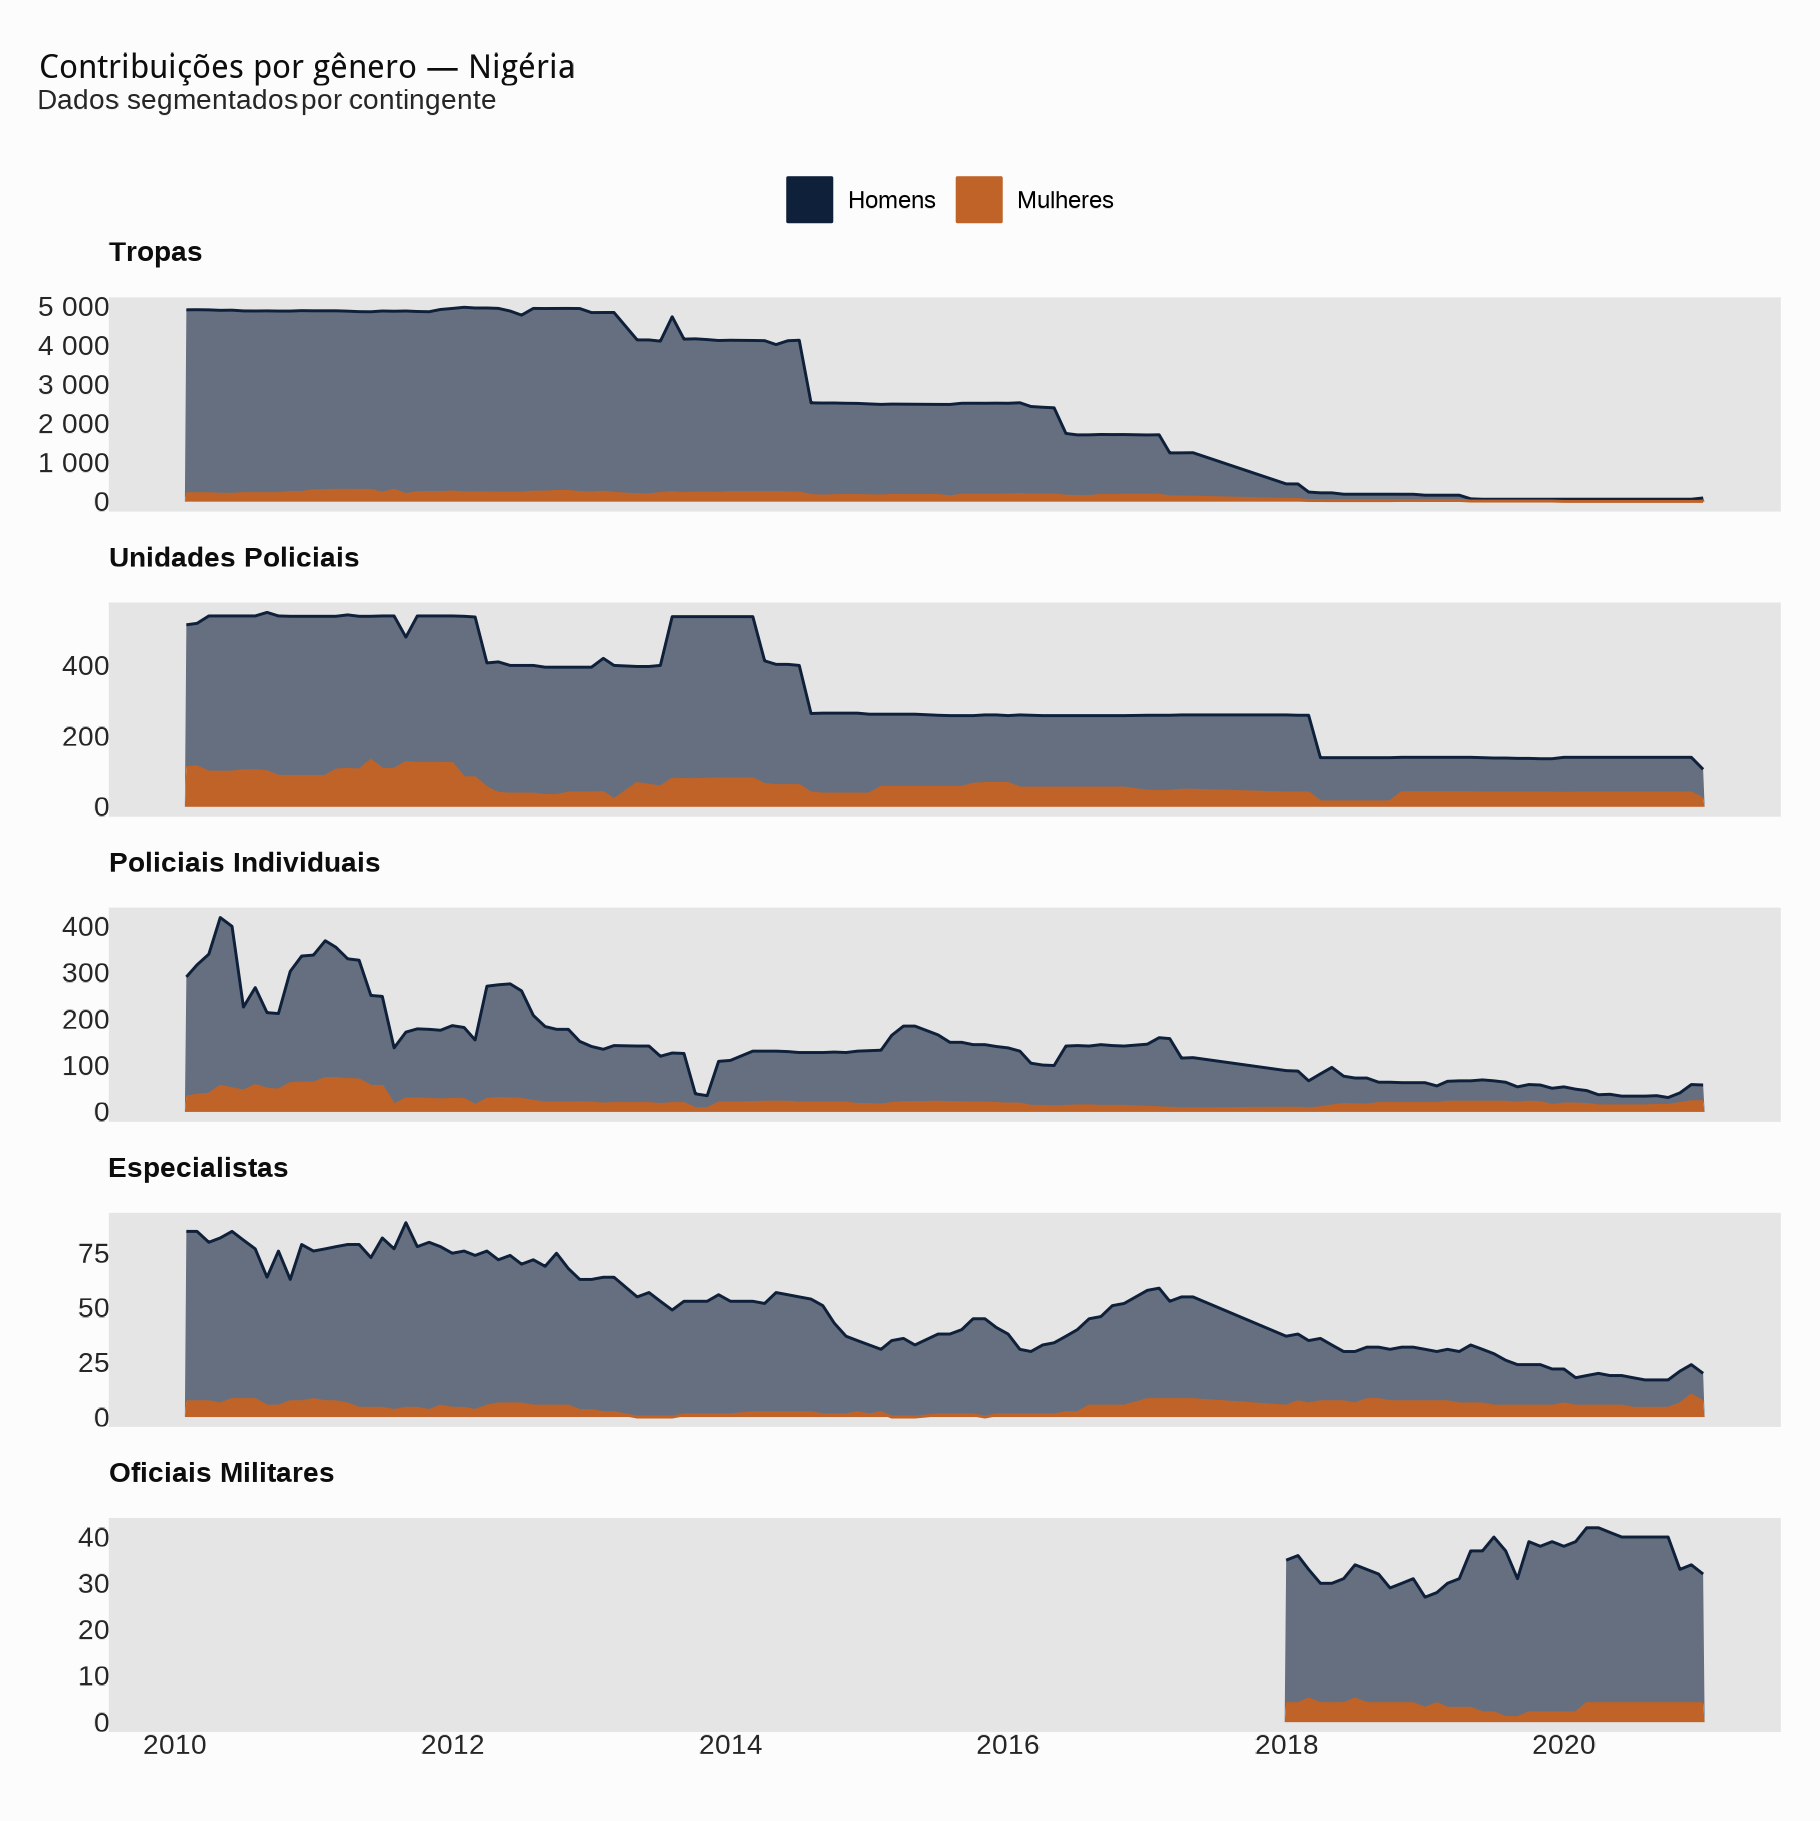 Contribuições por gênero — Nigéria
Dados segmentados por contingente
Homens Mulheres
Tropas
5 000
4 000
3 000
2 000
1 000
0
Unidades Policiais
400
200
0
Policiais Individuais
400
300
200
100
0
Especialistas
75
50
25
0
Oficiais Militares
40
30
20
10
0
2010 2012 2014 2016 2018 2020